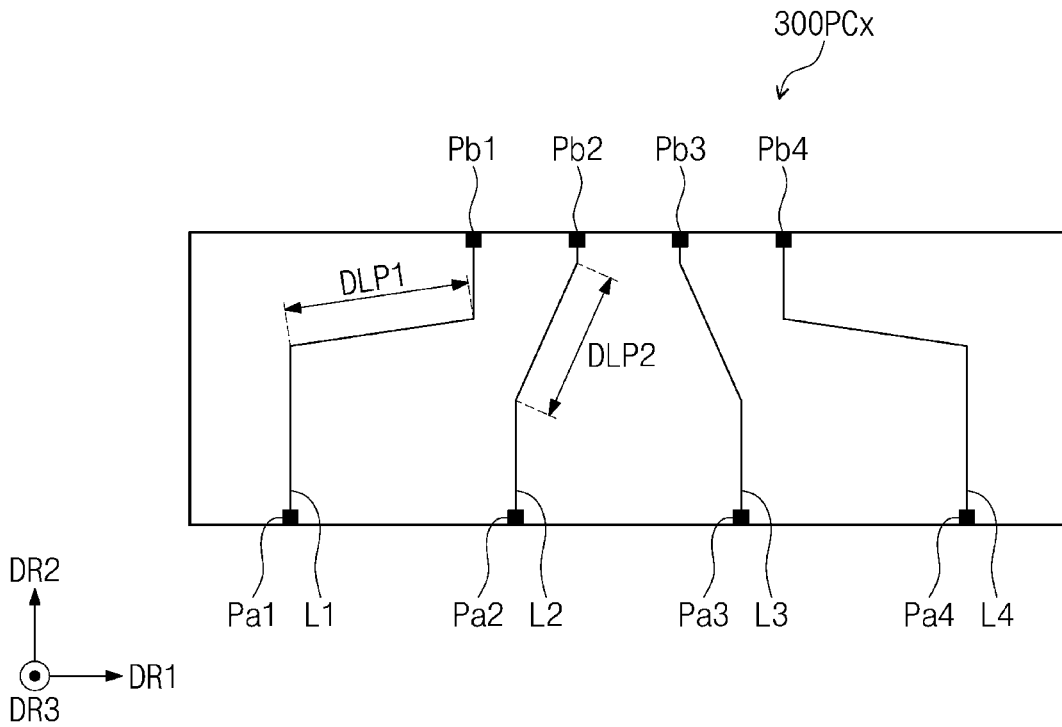 300PCx
Pb1 Pb2 Pb3 Pb4
DLP1
DLP2
Pa1 L1 Pa2 L2 Pa3 L3 Pa4 L4
DR2
DR1
DR3